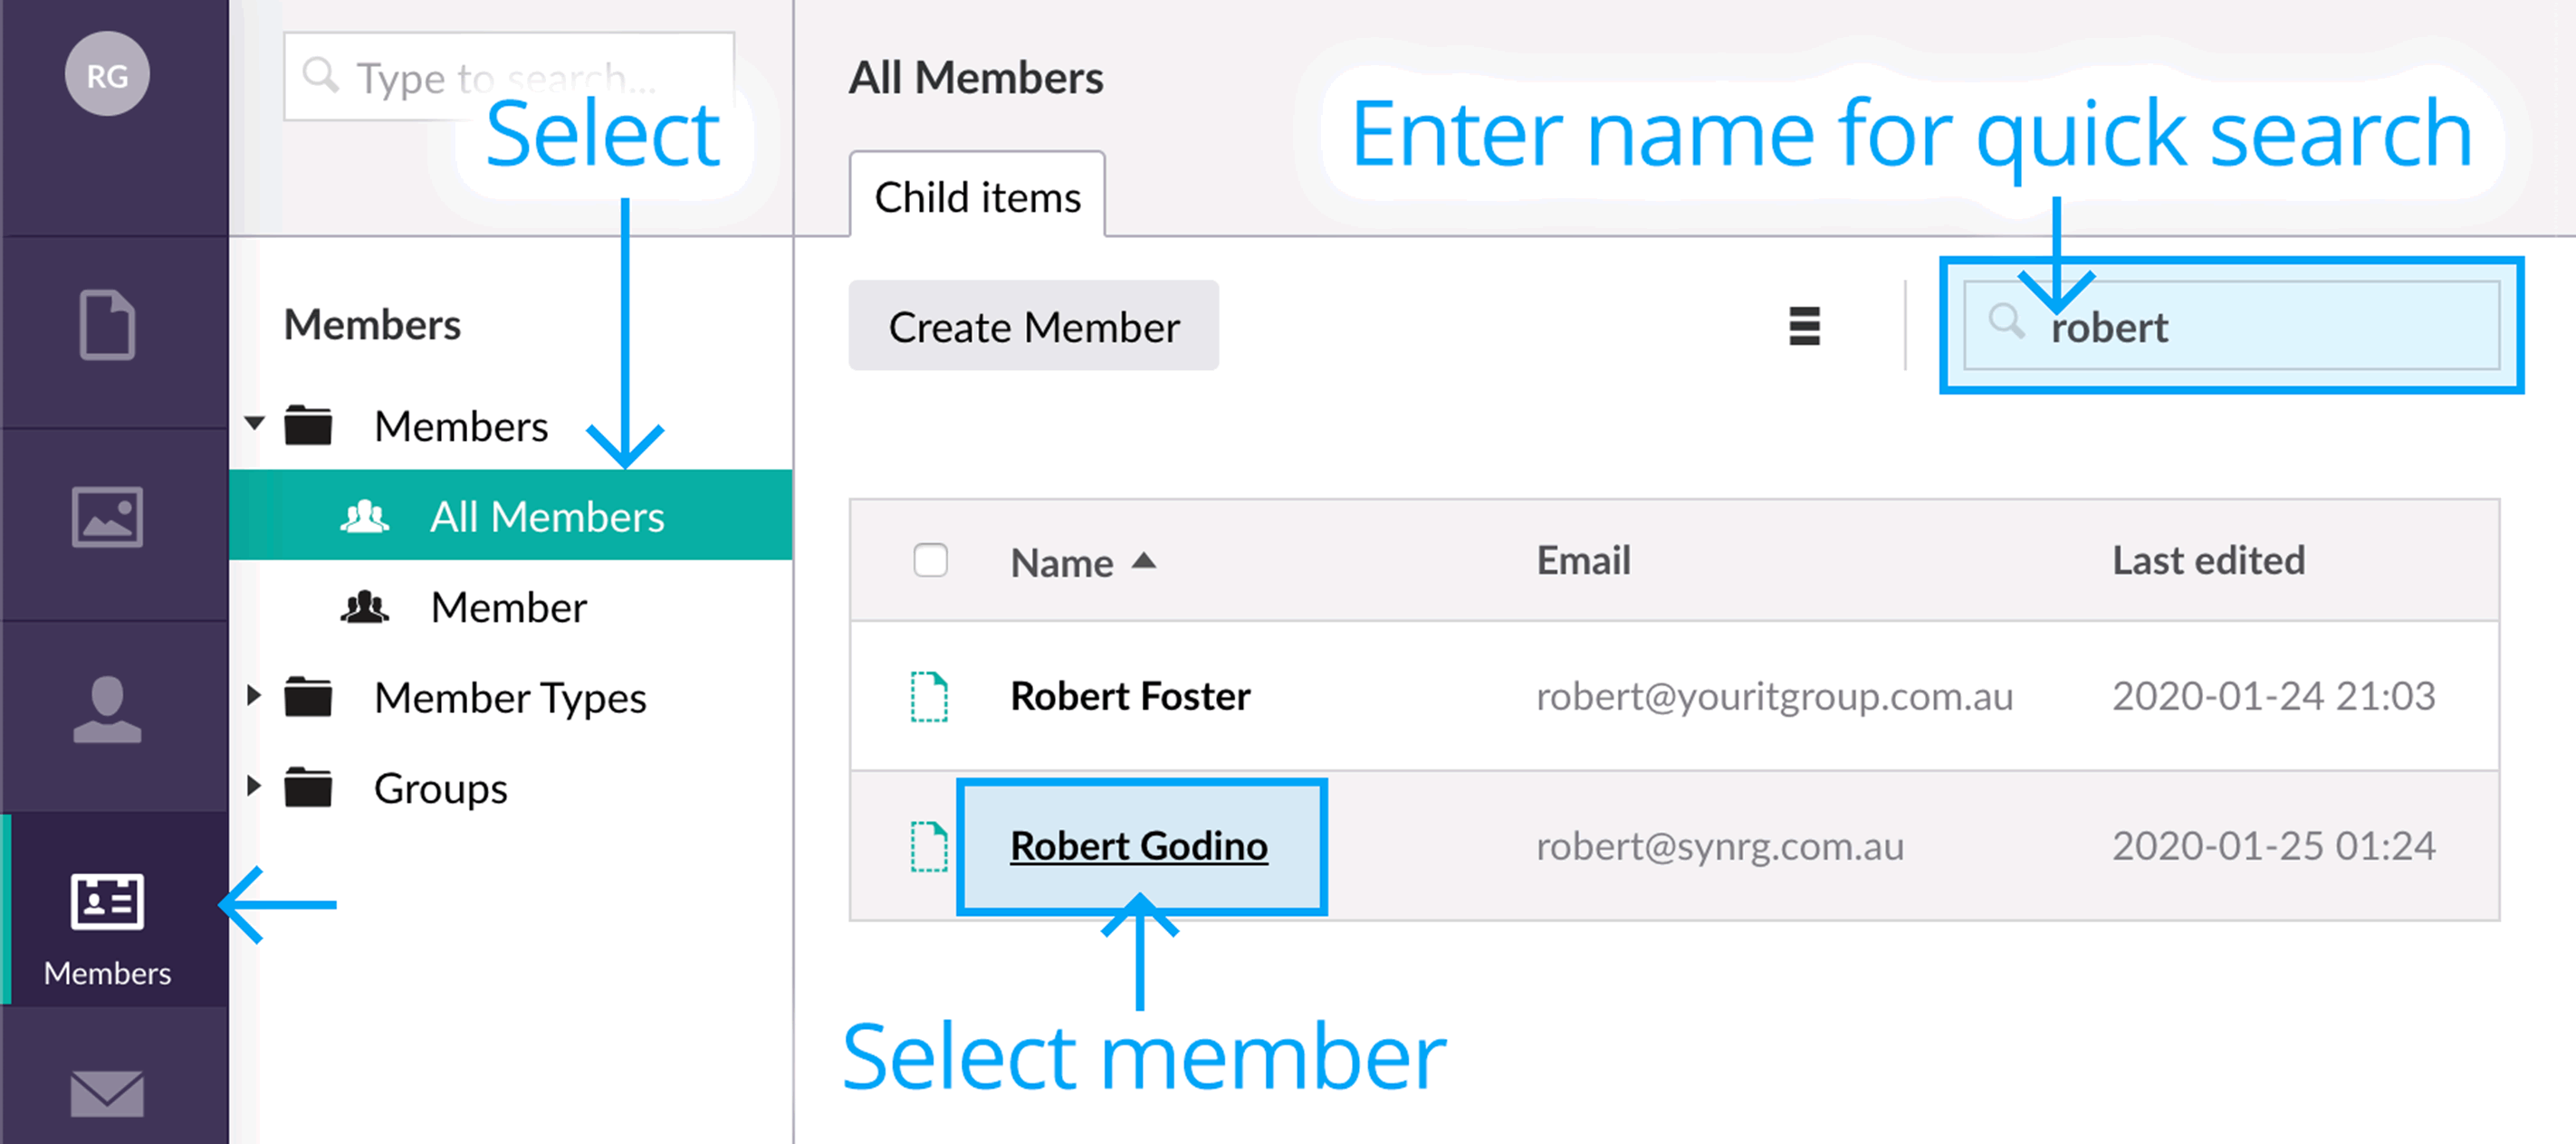 RG
Type to search...
Select
All Members
Enter name for quick search
Child items
Members
Create Member
robert
Members
All Members
Member
Member Types
Groups
Members
Name Email Last edited
Robert Foster robert@youritgroup.com.au 2020-01-24 21:03
Robert Godino robert@synrg.com.au 2020-01-25 01:24
Select member